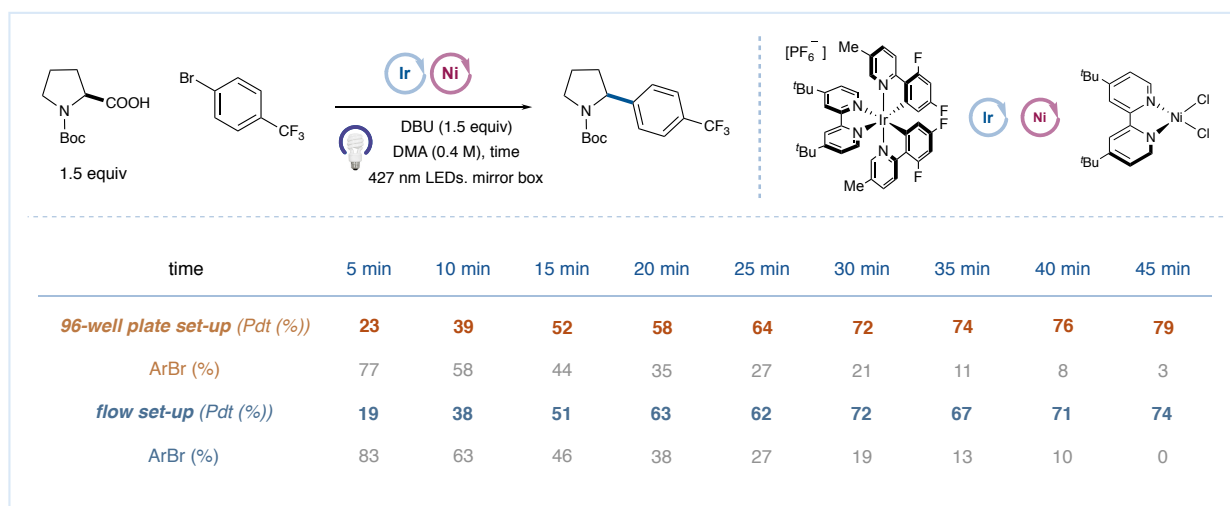 COOH
N
Boc
1.5 equiv
Br
CF3
Ir Ni
DBU (1.5 equiv)
DMA (0.4 M), time
427 nm LEDs. mirror box
N
Boc
CF3
[PF6–]
Me
F
N
tBu
N
F
Ir
N
F
tBu
N
Me
F
Ir Ni
tBu
N
Cl
Ni
N
Cl
tBu
time 5 min 10 min 15 min 20 min 25 min 30 min 35 min 40 min 45 min
96-well plate set-up (Pdt (%)) 23 39 52 58 64 72 74 76 79
ArBr (%) 77 58 44 35 27 21 11 8 3
flow set-up (Pdt (%)) 19 38 51 63 62 72 67 71 74
ArBr (%) 83 63 46 38 27 19 13 10 0